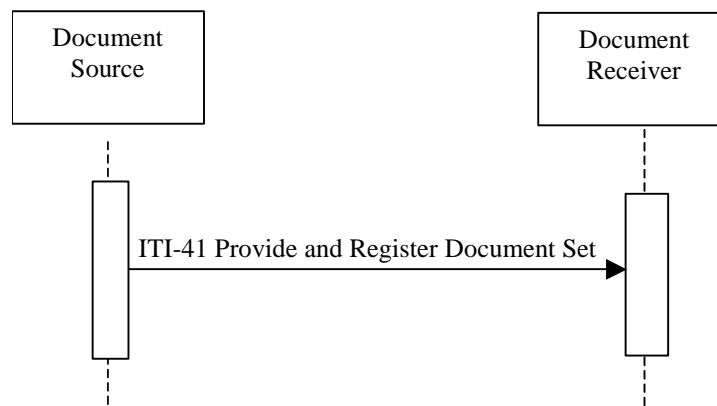 Document
Source
Document
Receiver
ITI-41 Provide and Register Document Set